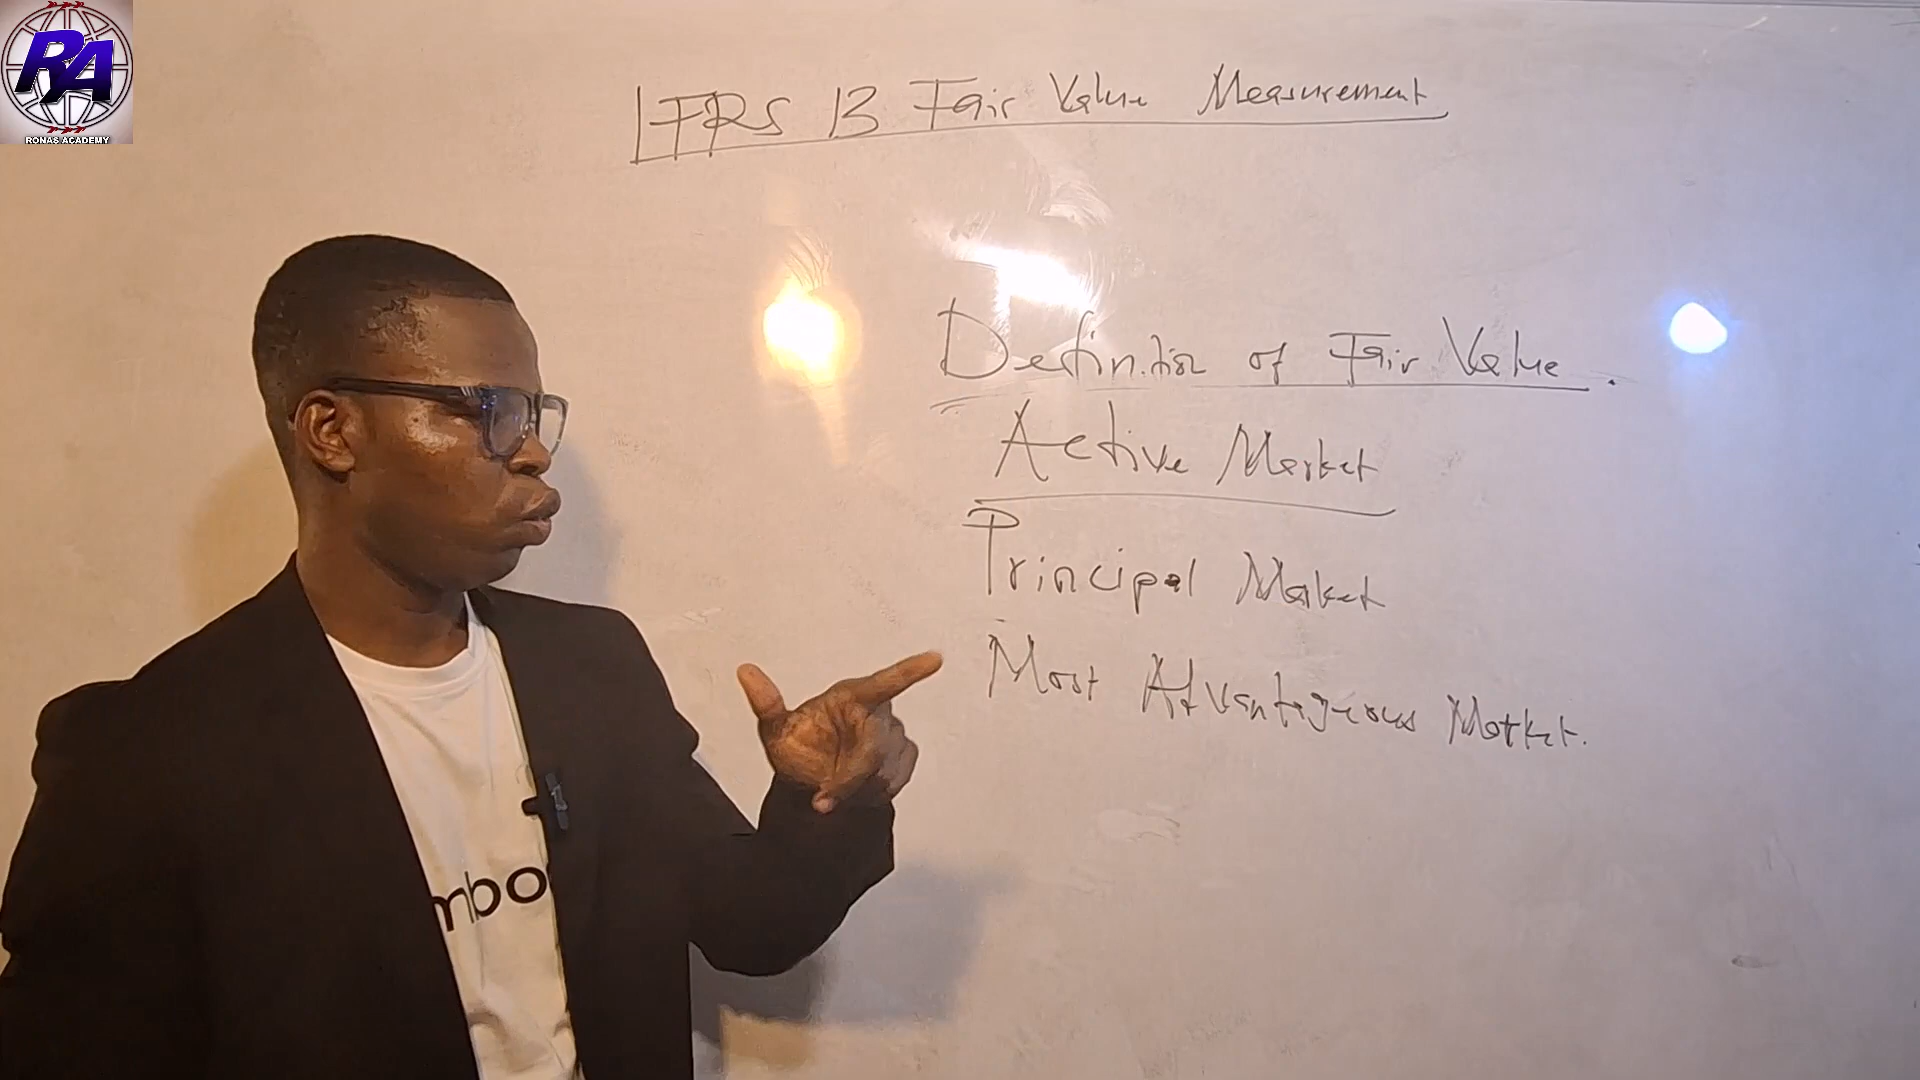 RA
RONAS ACADEMY
IFRS 13 Fair Value Measurement
Definition of Fair Value.
Active Market
Principal Market
Most Advantageous Market.
mbo